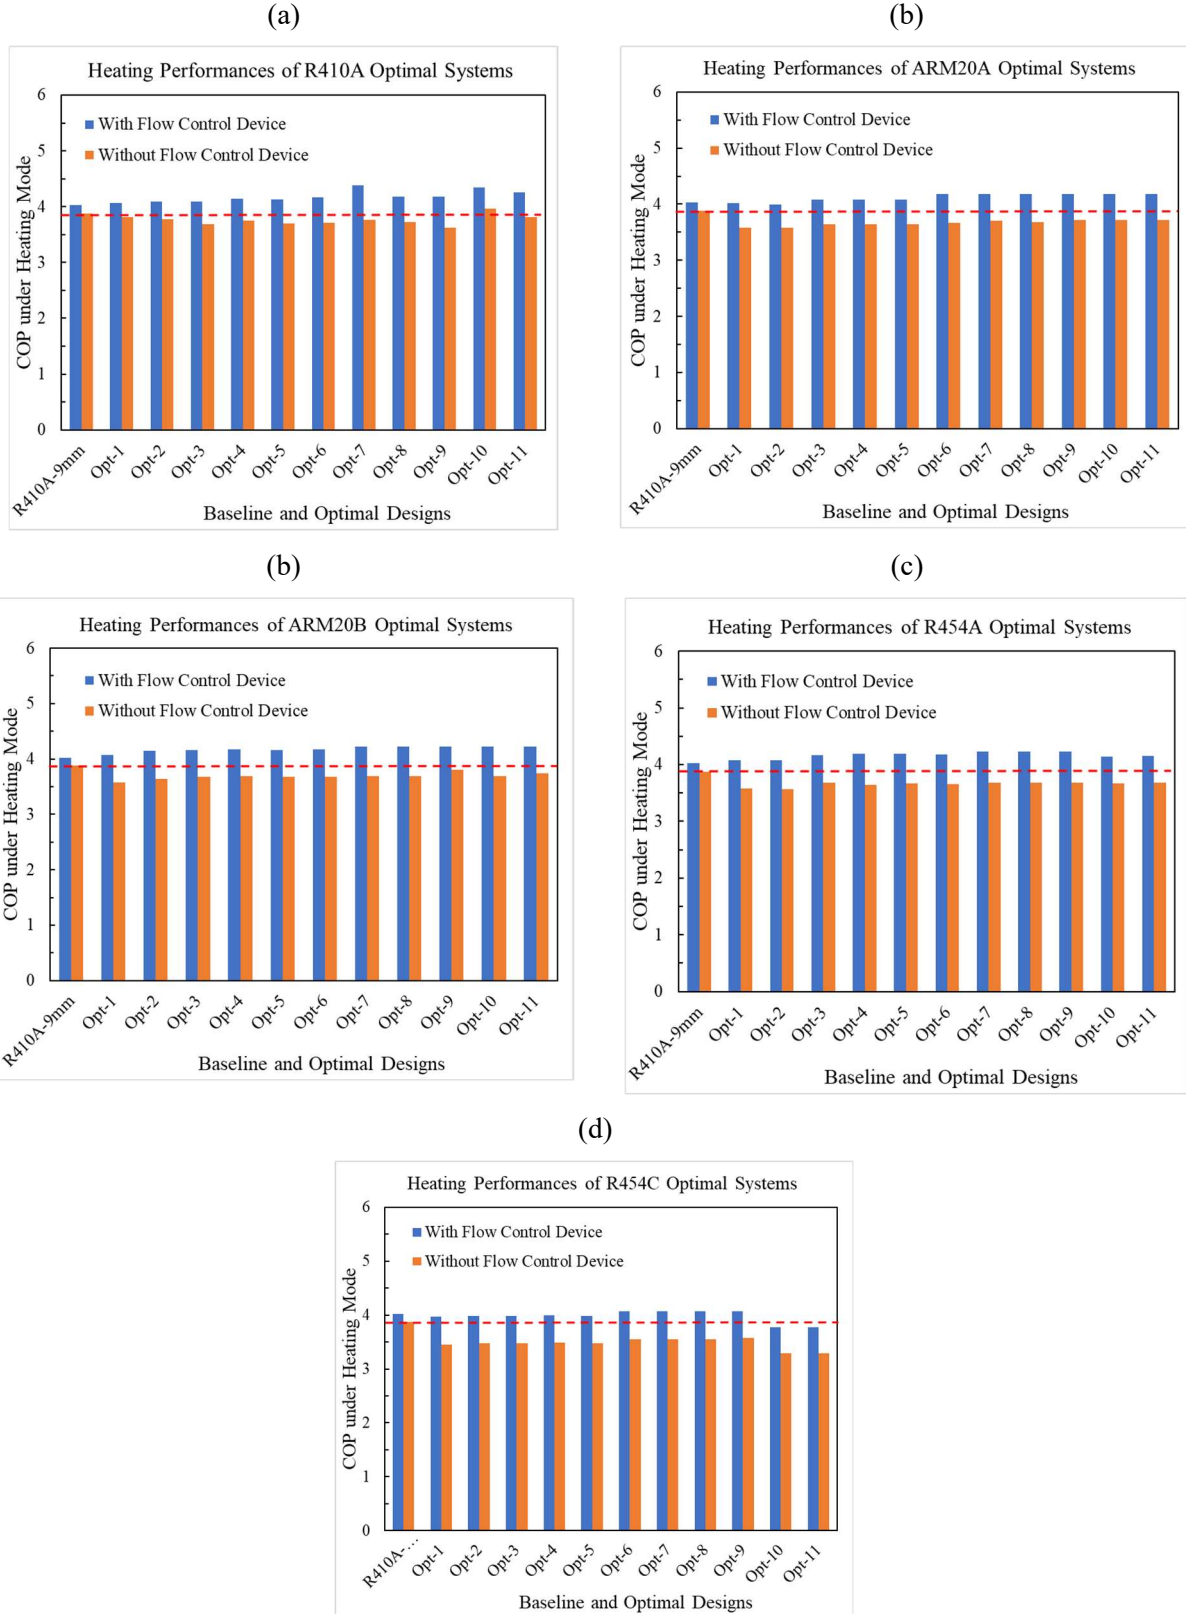 (a)
Heating Performances of R410A Optimal Systems
6
5
4
3
2
1
0
COP under Heating Mode
With Flow Control Device
Without Flow Control Device
R410A-9mm
Opt-1
Opt-2
Opt-3
Opt-4
Opt-5
Opt-6
Opt-7
Opt-8
Opt-9
Opt-10
Opt-11
Baseline and Optimal Designs
(b)
Heating Performances of ARM20A Optimal Systems
6
5
4
3
2
1
0
COP under Heating Mode
With Flow Control Device
Without Flow Control Device
R410A-9mm
Opt-1
Opt-2
Opt-3
Opt-4
Opt-5
Opt-6
Opt-7
Opt-8
Opt-9
Opt-10
Opt-11
Baseline and Optimal Designs
(b)
Heating Performances of ARM20B Optimal Systems
6
5
4
3
2
1
0
COP under Heating Mode
With Flow Control Device
Without Flow Control Device
R410A-9mm
Opt-1
Opt-2
Opt-3
Opt-4
Opt-5
Opt-6
Opt-7
Opt-8
Opt-9
Opt-10
Opt-11
Baseline and Optimal Designs
(c)
Heating Performances of R454A Optimal Systems
6
5
4
3
2
1
0
COP under Heating Mode
With Flow Control Device
Without Flow Control Device
R410A-9mm
Opt-1
Opt-2
Opt-3
Opt-4
Opt-5
Opt-6
Opt-7
Opt-8
Opt-9
Opt-10
Opt-11
Baseline and Optimal Designs
(d)
Heating Performances of R454C Optimal Systems
6
5
4
3
2
1
0
COP under Heating Mode
With Flow Control Device
Without Flow Control Device
R410A-…
Opt-1
Opt-2
Opt-3
Opt-4
Opt-5
Opt-6
Opt-7
Opt-8
Opt-9
Opt-10
Opt-11
Baseline and Optimal Designs